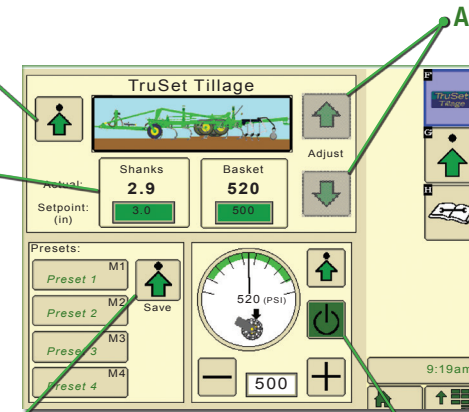 A
TruSet Tillage
Adjust
Shanks
Basket
Actual:
2.9
520
Setpoint:
(in)
3.0
500
Presets:
Preset 1
M1
Preset 2
M2
Preset 3
M3
Preset 4
M4
Save
520 (PSI)
500
F
TruSet
Tillage
G
H
9:19am